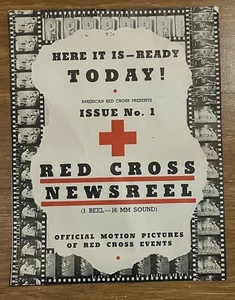 HERE IT IS—READY
TODAY!
AMERICAN RED CROSS PRESENTS
ISSUE No. 1
RED CROSS
NEWSREEL
(1 REEL—16 MM SOUND)
OFFICIAL MOTION PICTURES
OF RED CROSS EVENTS